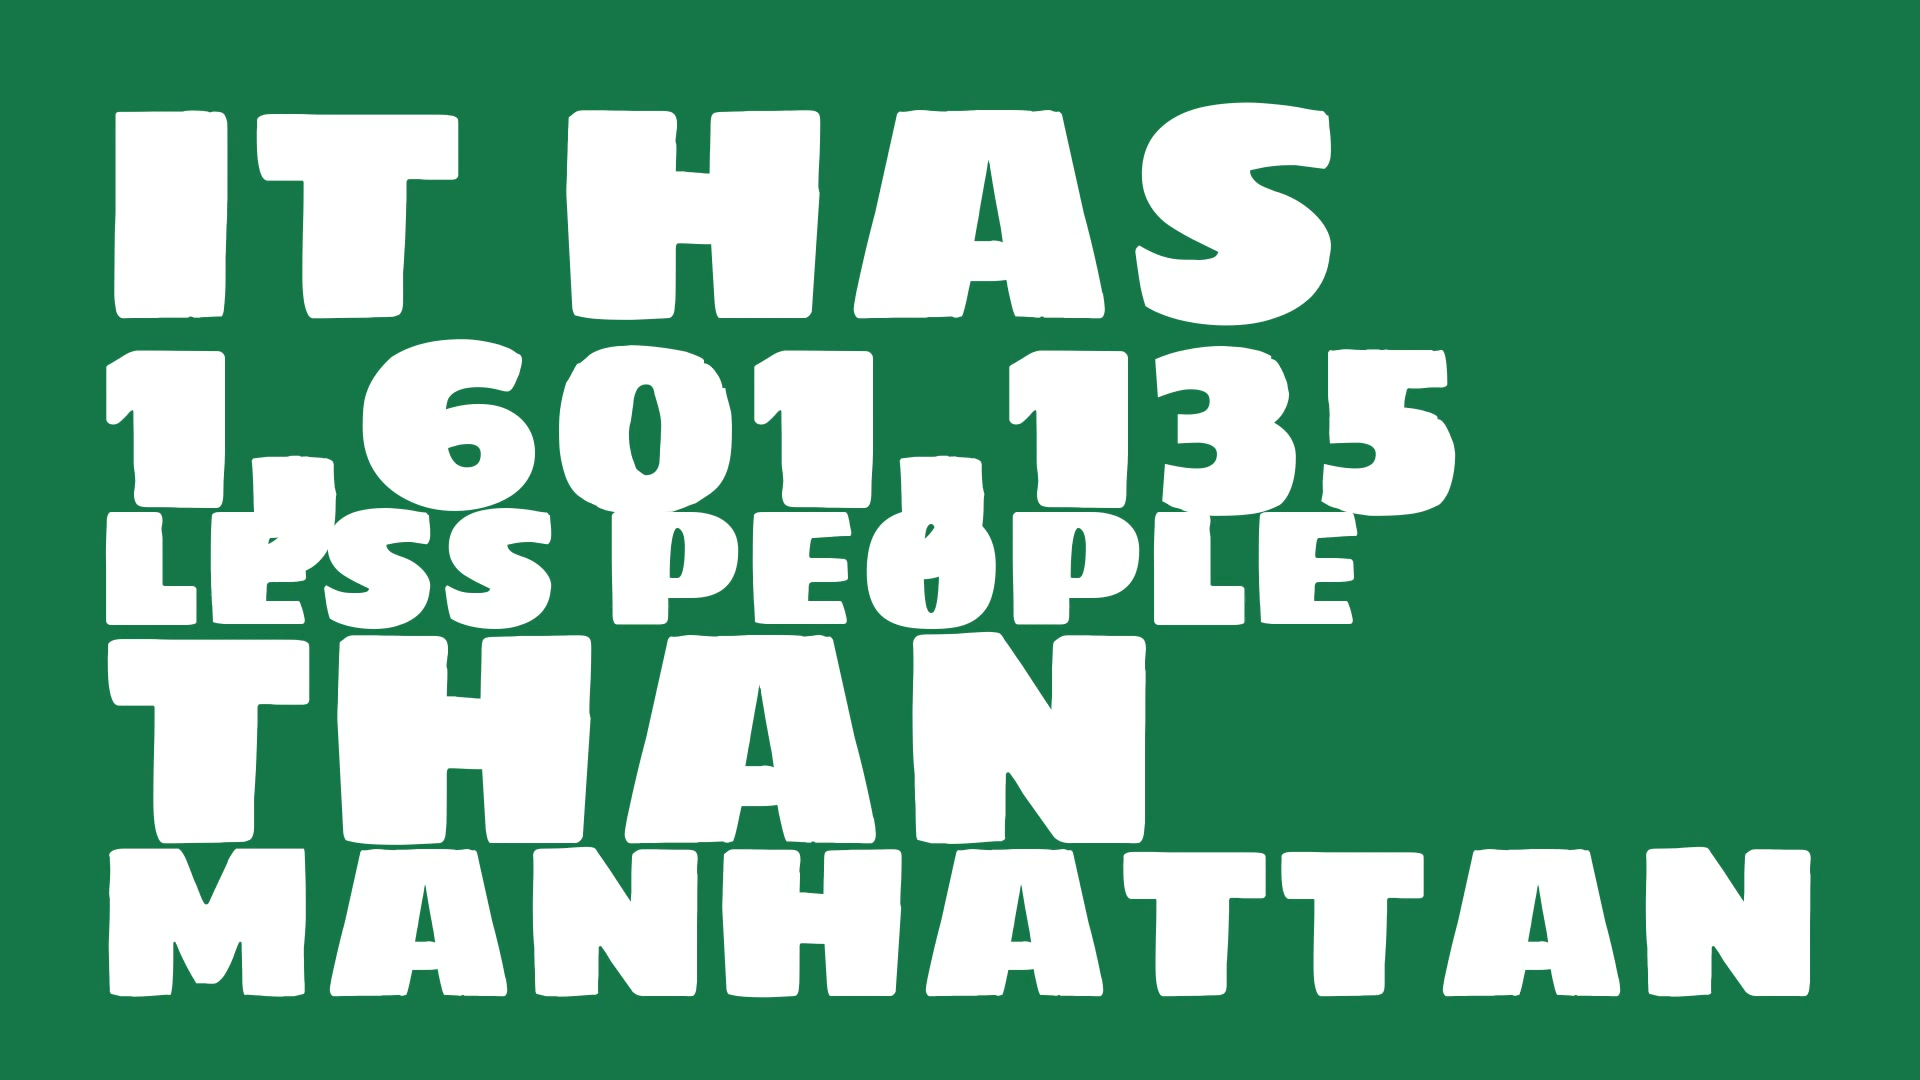 IT HAS
1,601,135
LESS PEOPLE
THAN
MANHATTAN